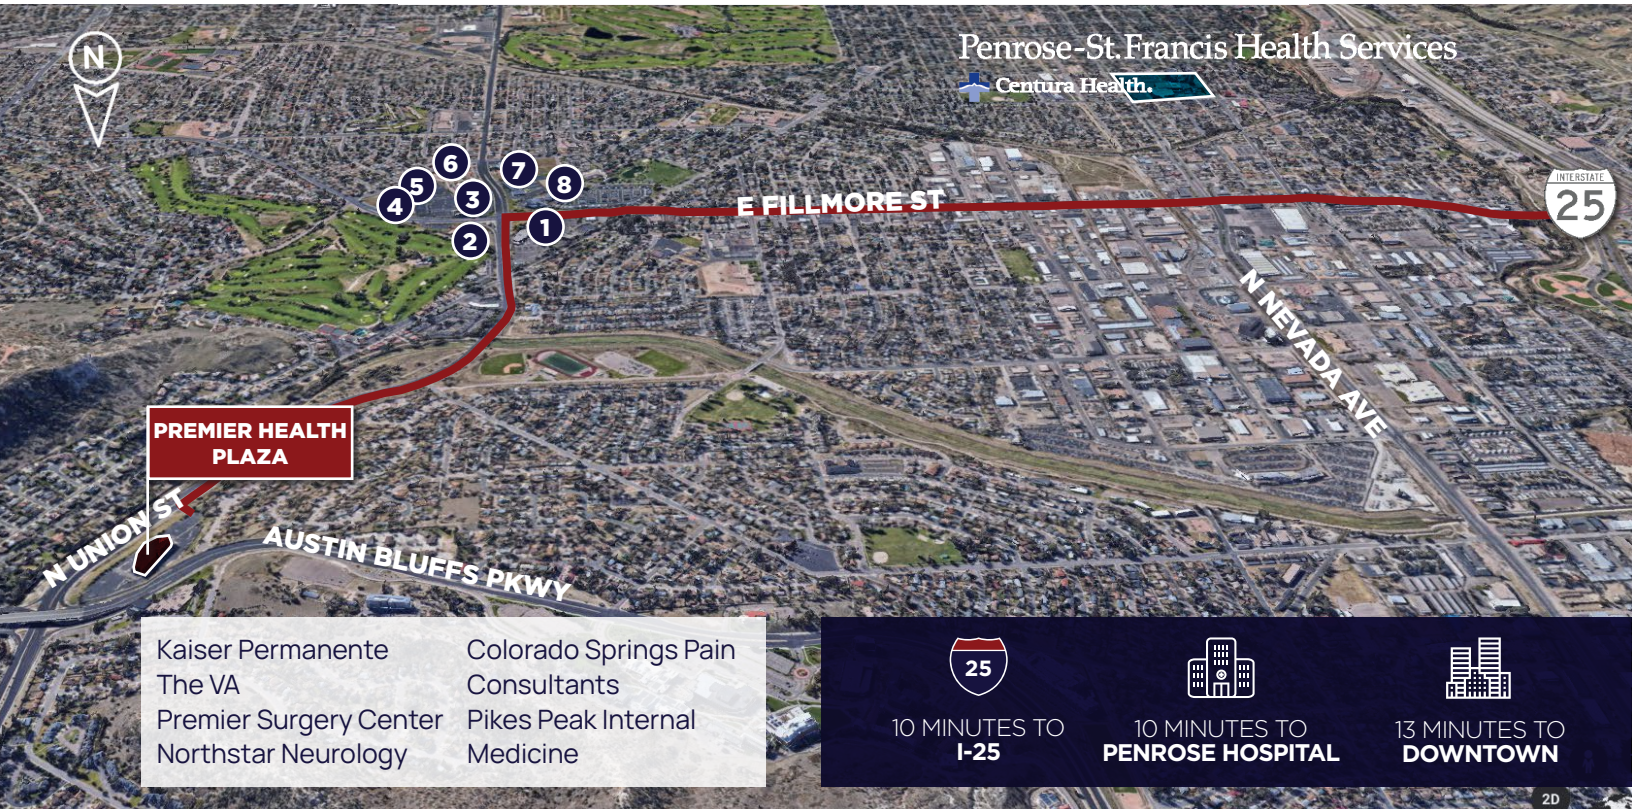 N
Penrose-St. Francis Health Services
Centura Health.
6
7
5
8
4
3
1
2
E FILLMORE ST
INTERSTATE
25
N NEVADA AVE
PREMIER HEALTH
PLAZA
N UNION ST
AUSTIN BLUFFS PKWY
Kaiser Permanente
The VA
Premier Surgery Center
Northstar Neurology
Colorado Springs Pain
Consultants
Pikes Peak Internal
Medicine
25
10 MINUTES TO
I-25
10 MINUTES TO
PENROSE HOSPITAL
13 MINUTES TO
DOWNTOWN
2D